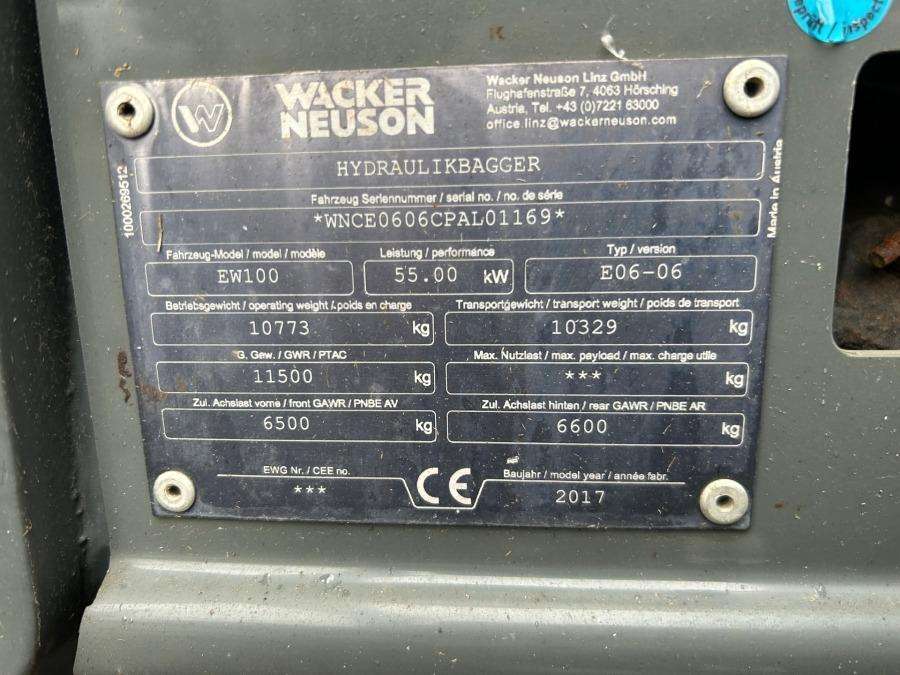 geprüft / inspec
W
WACKER
NEUSON
Wacker Neuson Linz GmbH
Flughafenstraße 7, 4063 Hörsching
Austria, Tel. +43 (0)7221 63000
office.linz@wackerneuson.com
HYDRAULIKBAGGER
Fahrzeug Seriennummer / serial no. / no. de série
*WNCE0606CPAL01169*
Fahrzeug-Model / model / modèle
Leistung / performance
Typ / version
EW100
55.00 kW
E06-06
Betriebsgewicht / operating weight / poids en charge
Transportgewicht / transport weight / poids de transport
10773 kg
10329 kg
G. Gew. / GWR / PTAC
Max. Nutzlast / max. payload / max. charge utile
11500 kg
*** kg
Zul. Achslast vorne / front GAWR / PNBE AV
Zul. Achslast hinten / rear GAWR / PNBE AR
6500 kg
6600 kg
EWG Nr. / CEE no.
***
CE
Baujahr / model year / année fabr.
2017
1000269512
Made in Austria